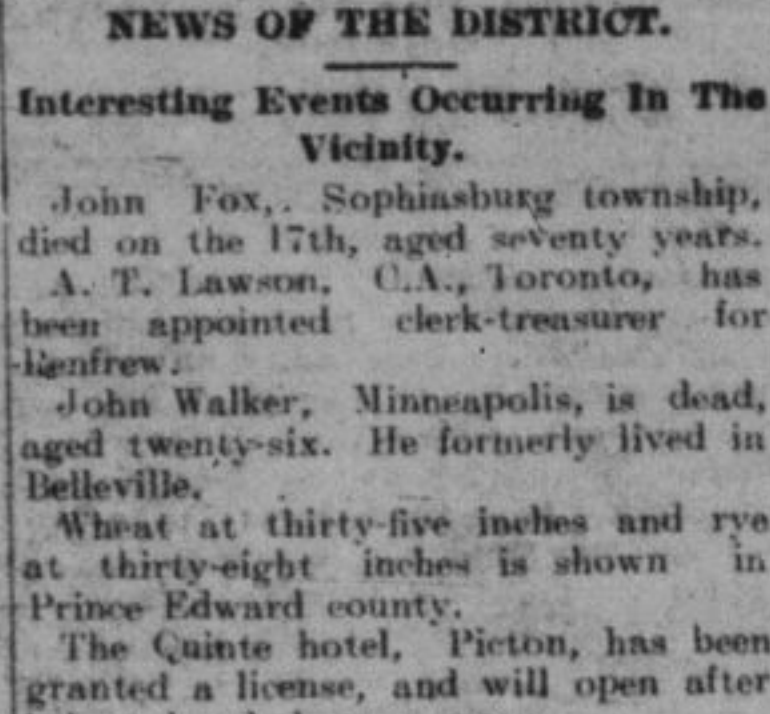 NEWS OF THE DISTRICT.
Interesting Events Occurring In The
Vicinity.
John Fox,. Sophiasburg township,
died on the 17th, aged seventy years.
A. T. Lawson, C.A., Toronto, has
been appointed clerk-treasurer for
Renfrew.
John Walker, Minneapolis, is dead,
aged twenty-six. He formerly lived in
Belleville.
Wheat at thirty-five inches and rye
at thirty-eight inches is shown in
Prince Edward county.
The Quinte hotel, Picton, has been
granted a license, and will open after